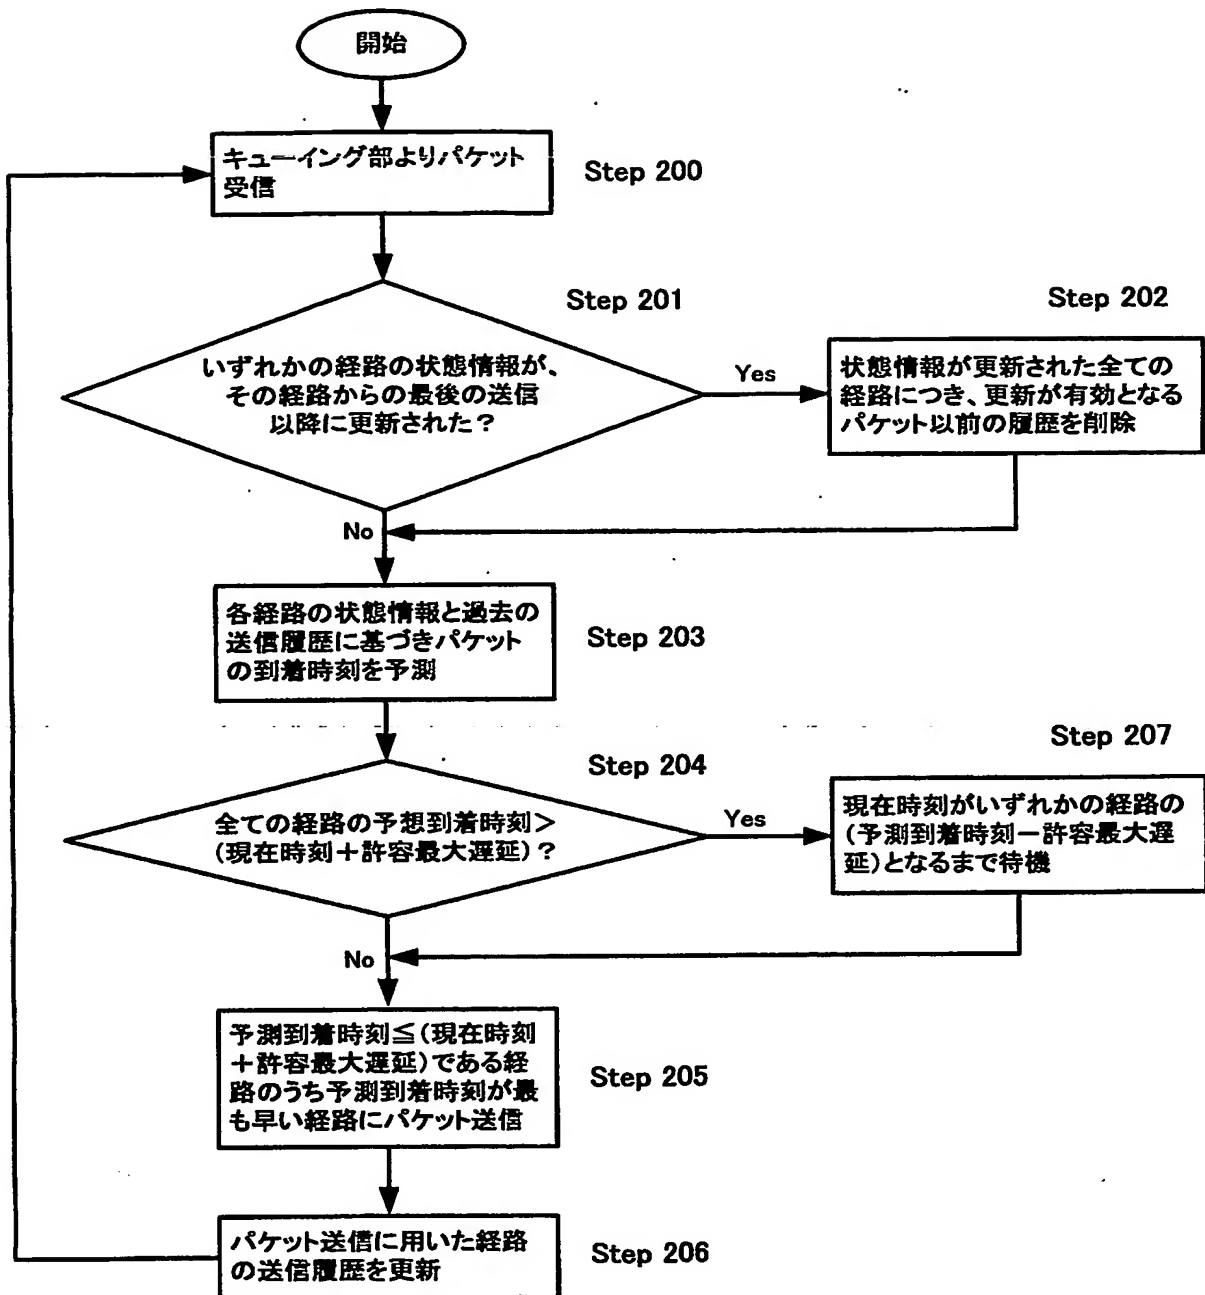 開始
キューイング部よりパケット
受信
Step 200
Step 201
いずれかの経路の状態情報が、
その経路からの最後の送信
以降に更新された?
Yes
Step 202
状態情報が更新された全ての
経路につき、更新が有効となる
パケット以前の履歴を削除
No
各経路の状態情報と過去の
送信履歴に基づきパケット
の到着時刻を予測
Step 203
Step 204
全ての経路の予想到着時刻>
(現在時刻+許容最大遅延)?
Yes
Step 207
現在時刻がいずれかの経路の
(予測到着時刻-許容最大遅
延)となるまで待機
No
予測到着時刻≦(現在時刻
+許容最大遅延)である経
路のうち予測到着時刻が最
も早い経路にパケット送信
Step 205
パケット送信に用いた経路
の送信履歴を更新
Step 206